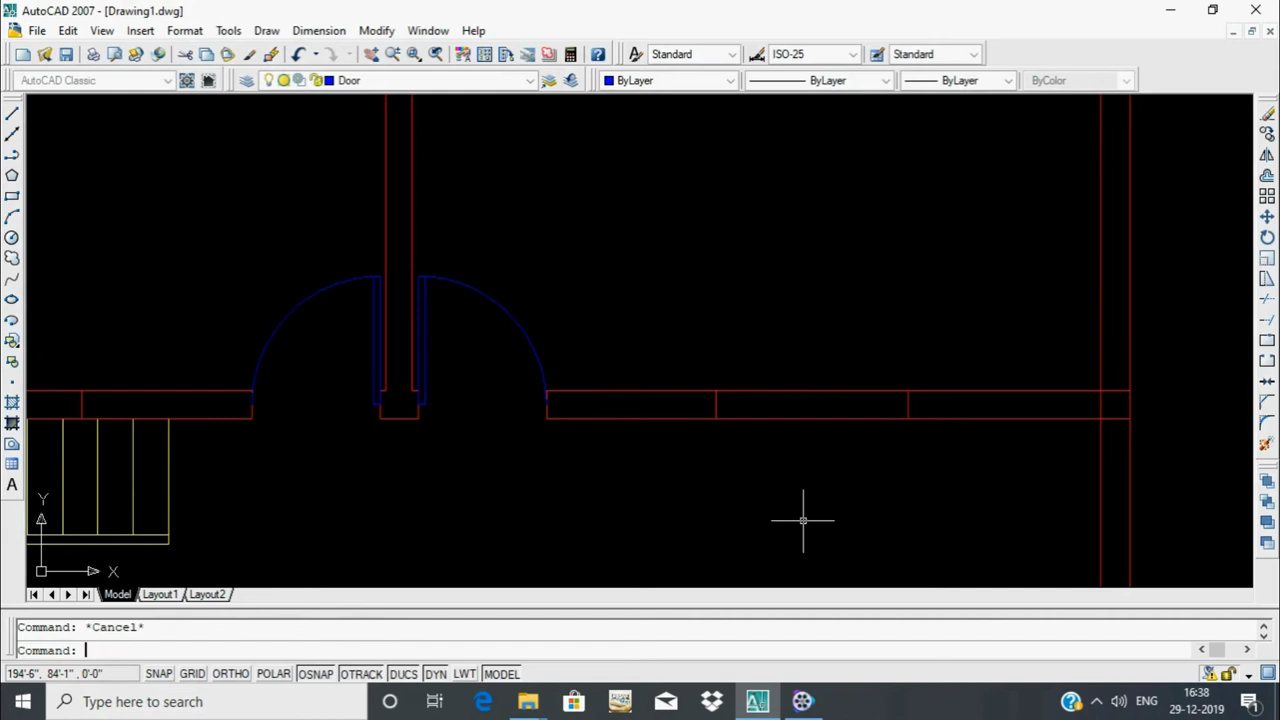 AutoCAD 2007 - [Drawing1.dwg]
File Edit View Insert Format Tools Draw Dimension Modify Window Help
Standard ISO-25 Standard
AutoCAD Classic Door ByLayer ByLayer ByLayer ByColor
A
Y
X
Model Layout1 Layout2
Command: *Cancel*
Command:
194'-6", 84'-1" ,0'-0" SNAP GRID ORTHO POLAR OSNAP OTRACK DUCS DYN LWT MODEL
Type here to search ENG 16:38
29-12-2019 1